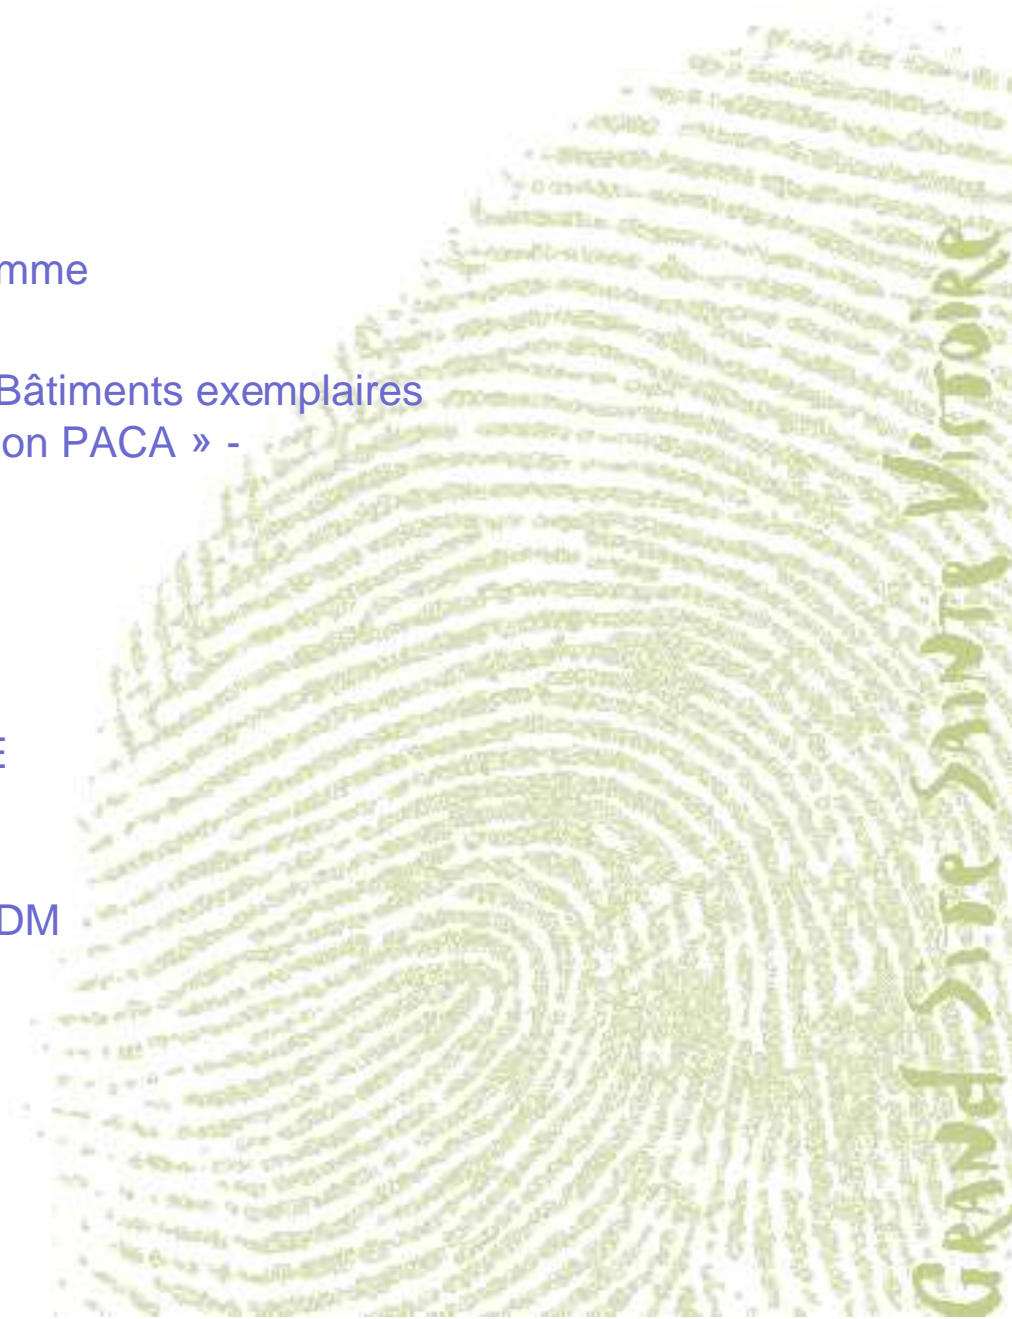 mme
Bâtiments exemplaires
on PACA » -
E
DM
GRANd SITE SAINTE VICTOIRE